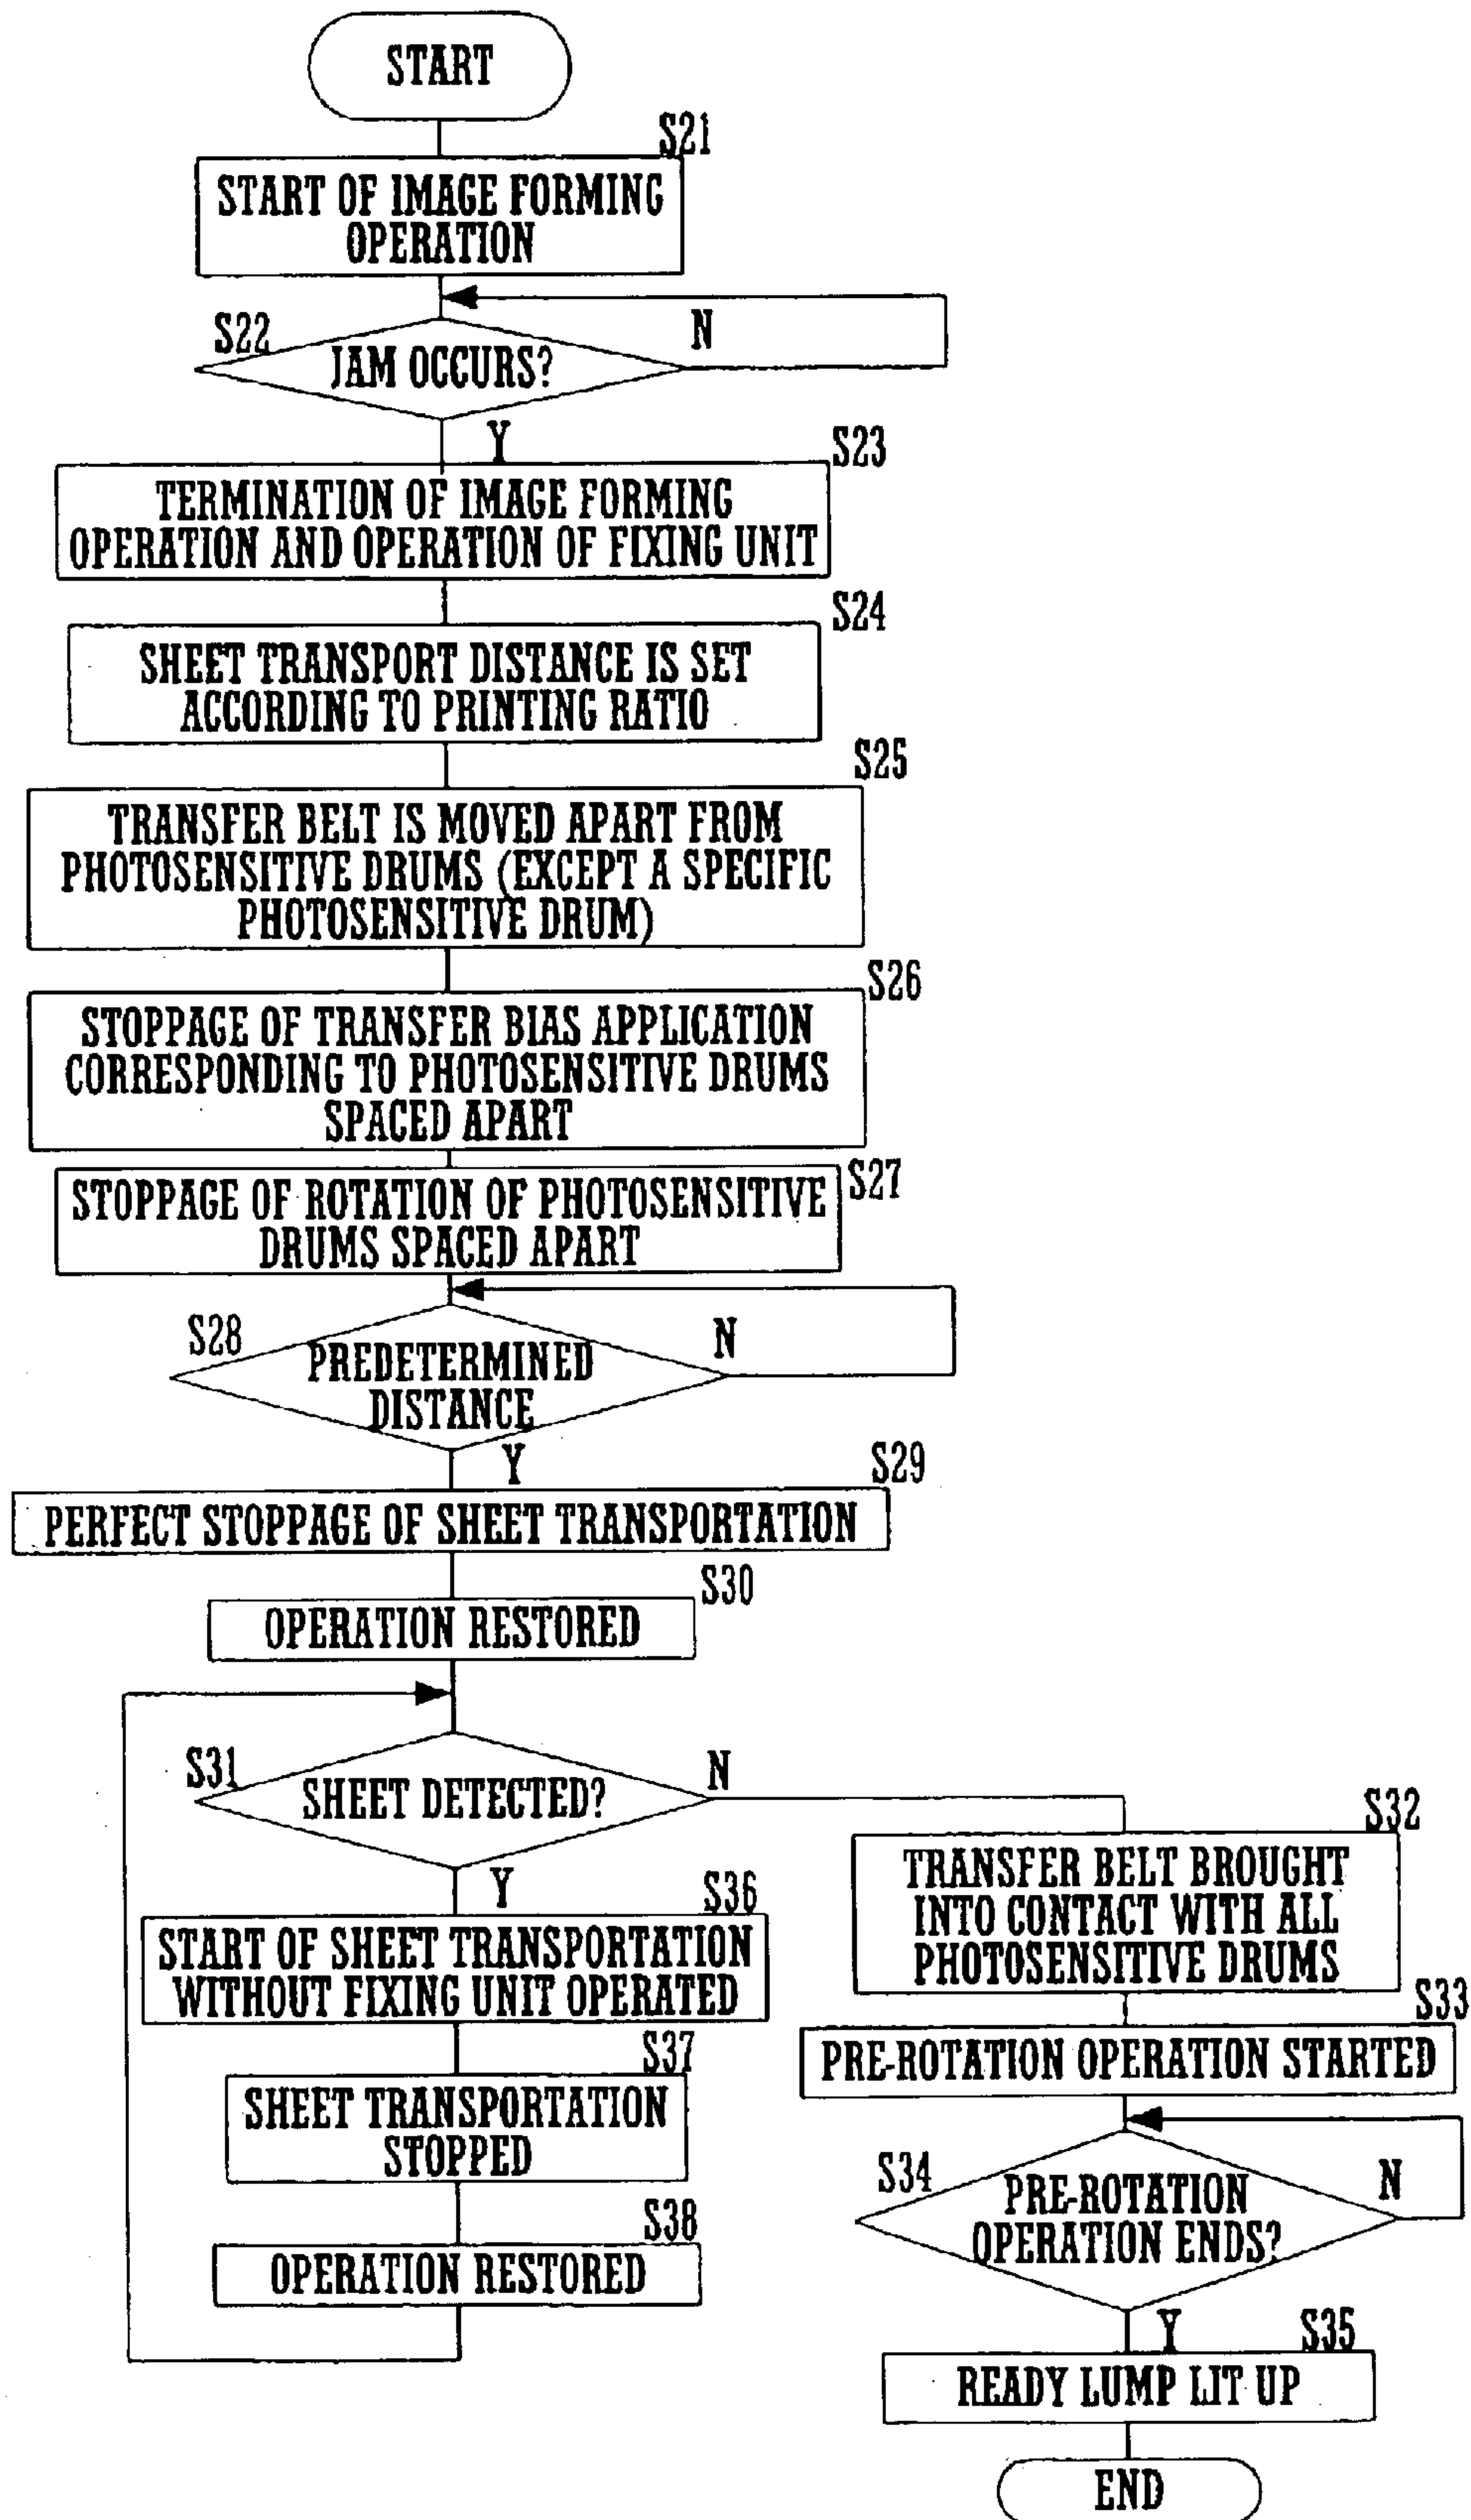 START
S21
START OF IMAGE FORMING
OPERATION
S22
JAM OCCURS?
N
Y
S23
TERMINATION OF IMAGE FORMING
OPERATION AND OPERATION OF FIXING UNIT
S24
SHEET TRANSPORT DISTANCE IS SET
ACCORDING TO PRINTING RATIO
S25
TRANSFER BELT IS MOVED APART FROM
PHOTOSENSITIVE DRUMS (EXCEPT A SPECIFIC
PHOTOSENSITIVE DRUM)
S26
STOPPAGE OF TRANSFER BIAS APPLICATION
CORRESPONDING TO PHOTOSENSITIVE DRUMS
SPACED APART
S27
STOPPAGE OF ROTATION OF PHOTOSENSITIVE
DRUMS SPACED APART
S28
PREDETERMINED
DISTANCE
N
Y
S29
PERFECT STOPPAGE OF SHEET TRANSPORTATION
S30
OPERATION RESTORED
S31
SHEET DETECTED?
N
Y
S36
START OF SHEET TRANSPORTATION
WITHOUT FIXING UNIT OPERATED
S37
SHEET TRANSPORTATION
STOPPED
S38
OPERATION RESTORED
S32
TRANSFER BELT BROUGHT
INTO CONTACT WITH ALL
PHOTOSENSITIVE DRUMS
S33
PRE-ROTATION OPERATION STARTED
S34
PRE-ROTATION
OPERATION ENDS?
N
Y
S35
READY LUMP LIT UP
END